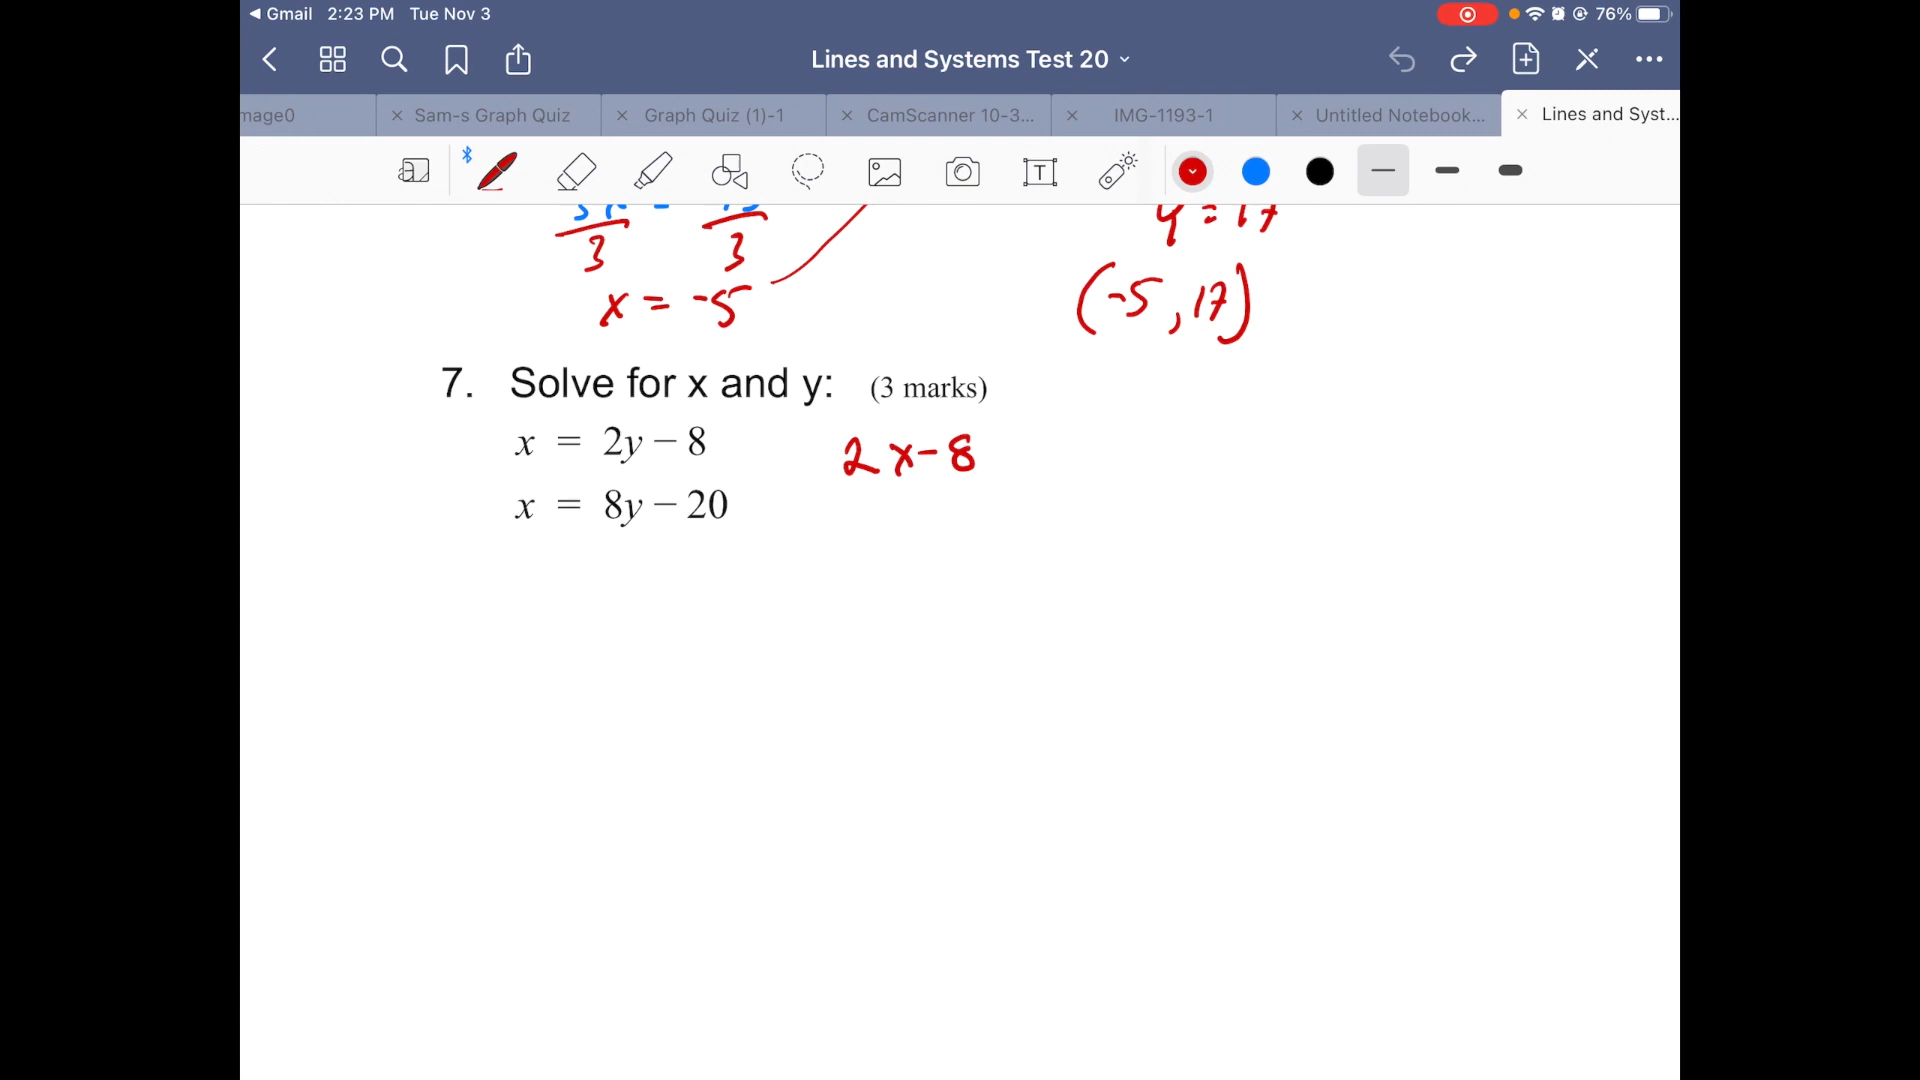 Gmail 2:23 PM Tue Nov 3 76%
Lines and Systems Test 20
mage0 Sam-s Graph Quiz Graph Quiz (1)-1 CamScanner 10-3... IMG-1193-1 Untitled Notebook... Lines and Syst...
T
y = 17
3 3
x = -5
(-5, 17)
7. Solve for x and y: (3 marks)
x = 2y − 8
2x-8
x = 8y − 20